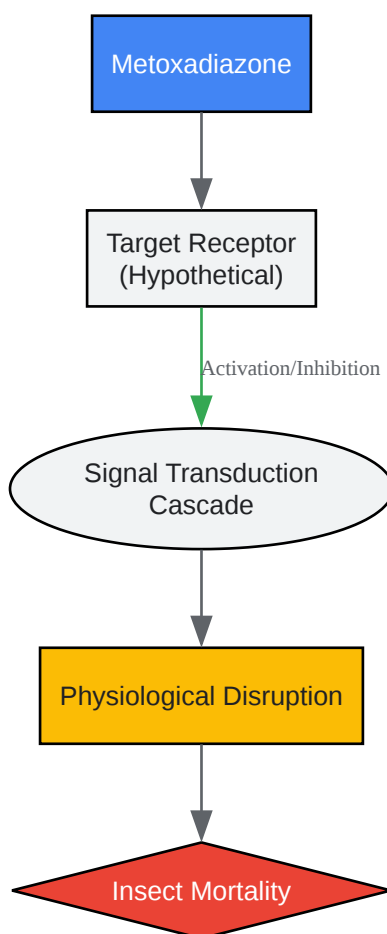 Metoxadiazone
Target Receptor
(Hypothetical)
Activation/Inhibition
Signal Transduction
Cascade
Physiological Disruption
Insect Mortality